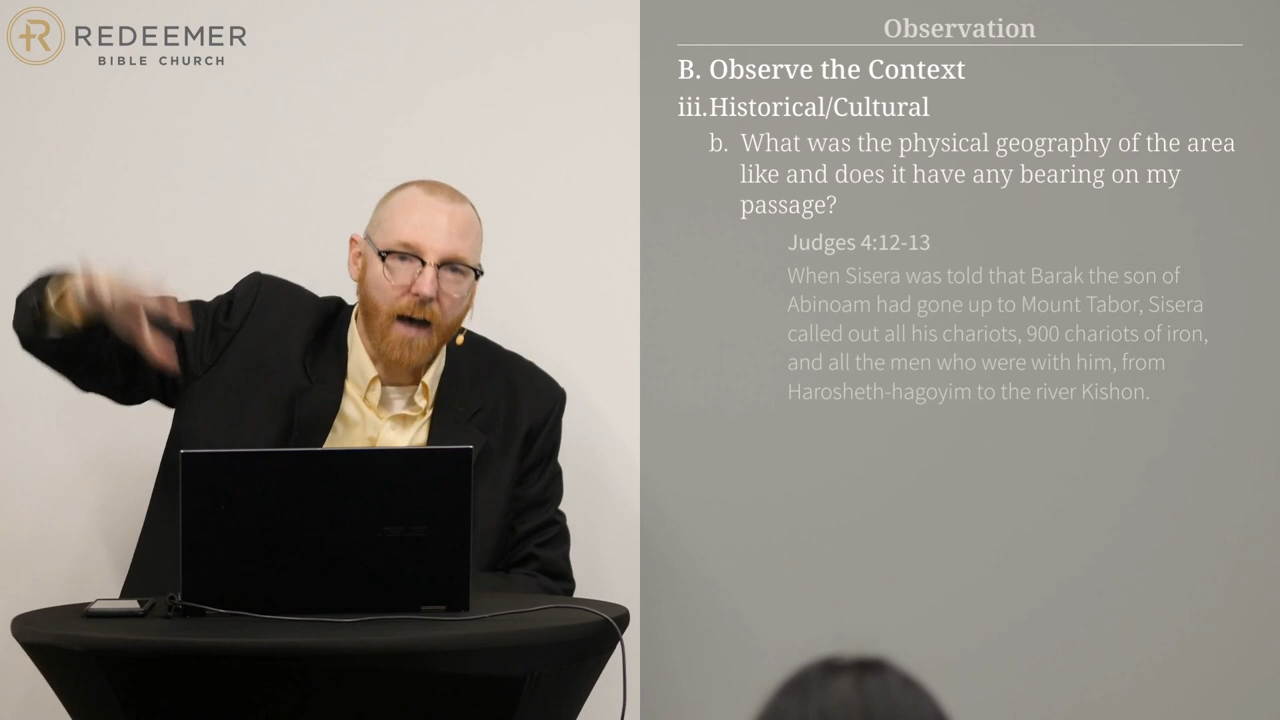 REDEEMER
BIBLE CHURCH
Observation
B. Observe the Context
iii.Historical/Cultural
b. What was the physical geography of the area
like and does it have any bearing on my
passage?
Judges 4:12-13
When Sisera was told that Barak the son of
Abinoam had gone up to Mount Tabor, Sisera
called out all his chariots, 900 chariots of iron,
and all the men who were with him, from
Harosheth-hagoyim to the river Kishon.